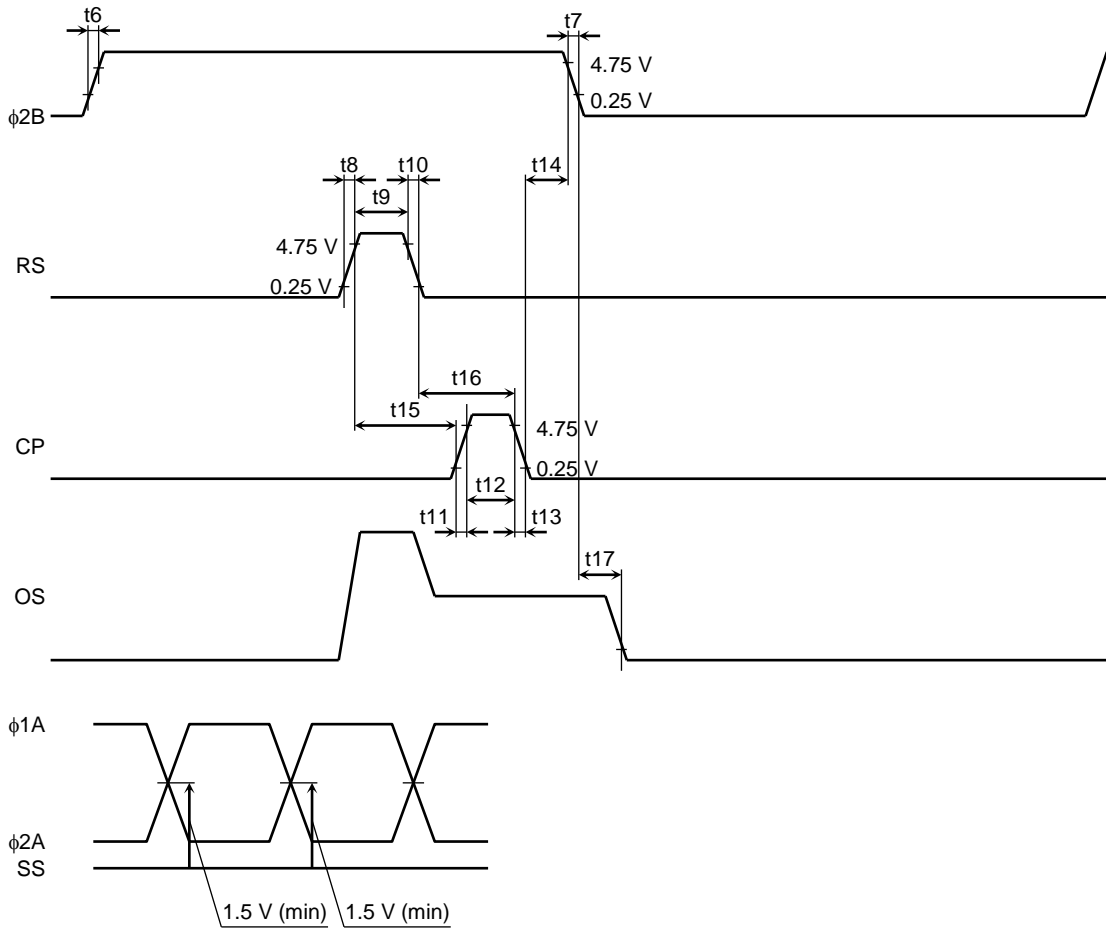 t6
t7
4.75 V
0.25 V
ϕ2B
t14
t8
t10
t9
4.75 V
RS
0.25 V
t16
t15
4.75 V
CP
0.25 V
t12
t11
t13
t17
OS
ϕ1A
ϕ2A
SS
1.5 V (min)
1.5 V (min)